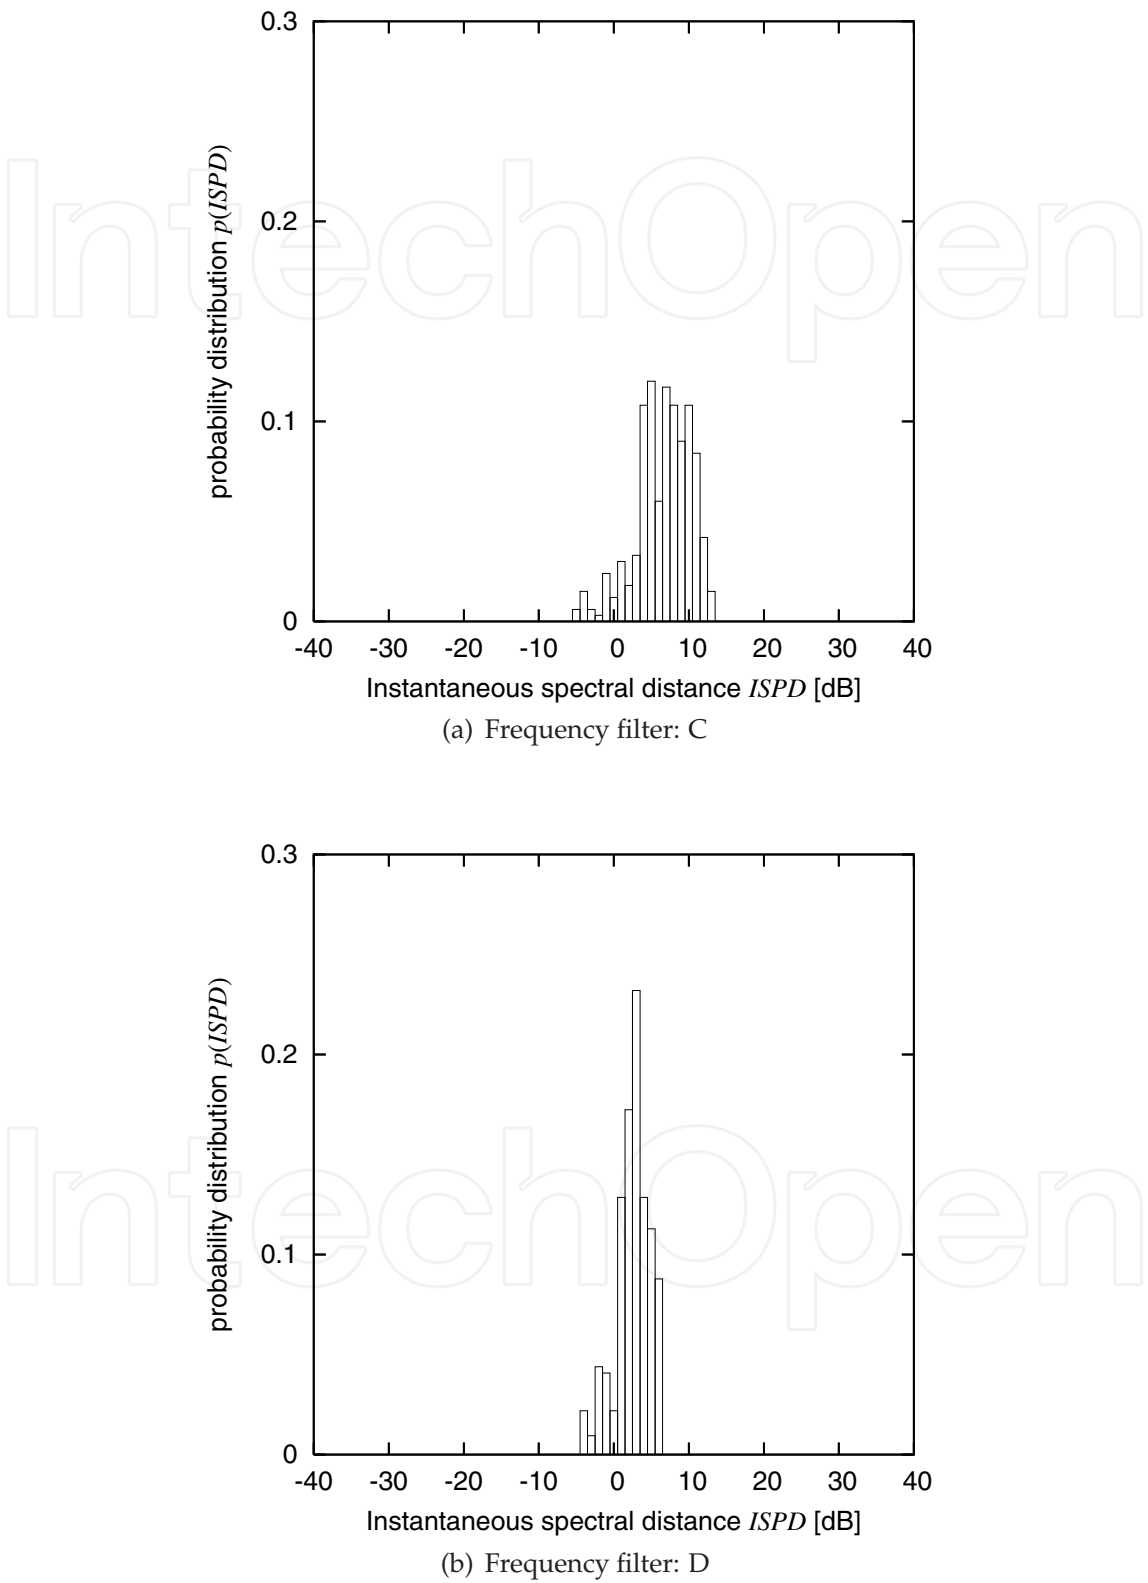 0.3
0.2
0.1
0
probability distribution p(ISPD)
-40 -30 -20 -10 0 10 20 30 40
Instantaneous spectral distance ISPD [dB]
(a) Frequency filter: C
IntechOpen
0.3
0.2
0.1
0
probability distribution p(ISPD)
-40 -30 -20 -10 0 10 20 30 40
Instantaneous spectral distance ISPD [dB]
(b) Frequency filter: D
IntechOpen